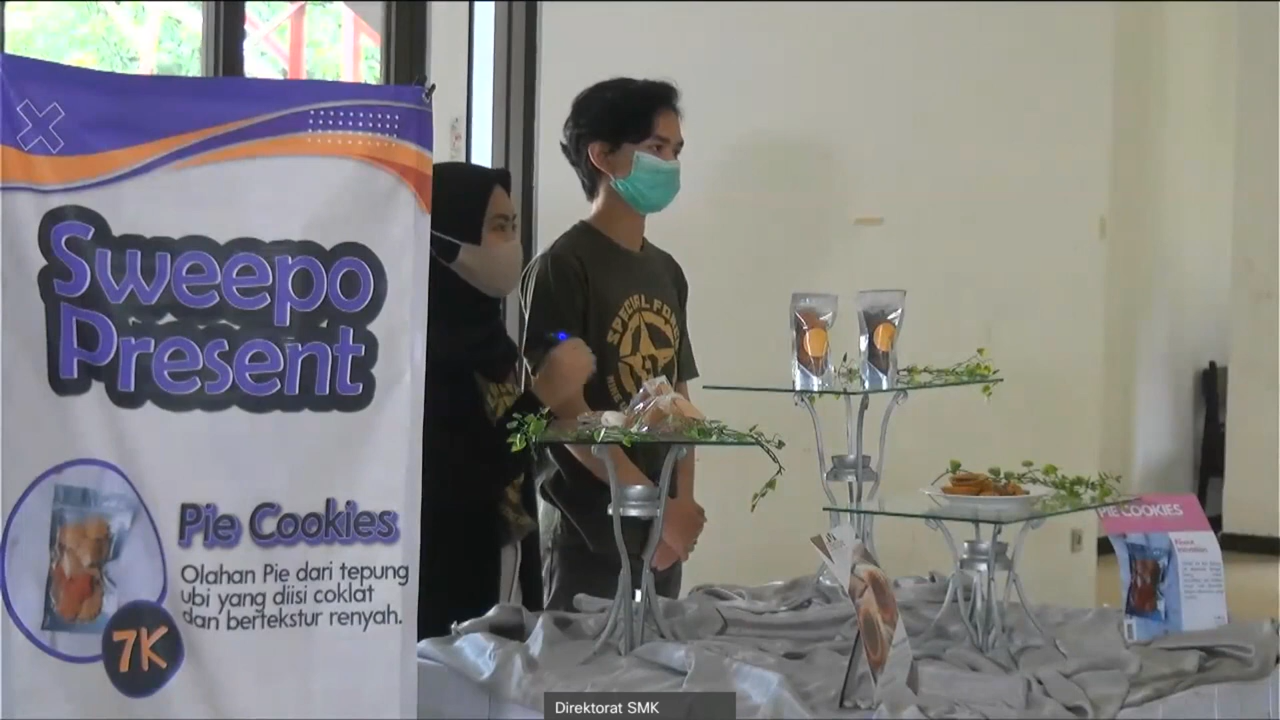 Sweepo
Present
Pie Cookies
Olahan Pie dari tepung
ubi yang diisi coklat
dan bertekstur renyah.
7K
SPECIAL
PIE COOKIES
Direktorat SMK